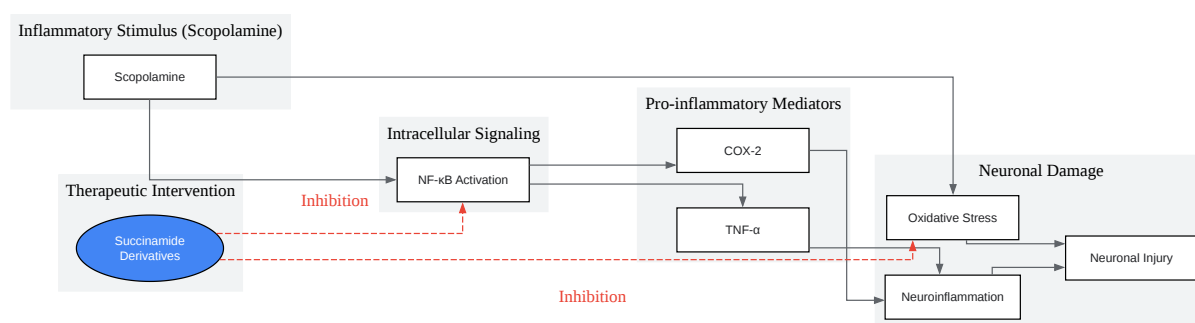 Inflammatory Stimulus (Scopolamine)
Scopolamine
Pro-inflammatory Mediators
Intracellular Signaling
COX-2
Neuronal Damage
NF-κB Activation
Therapeutic Intervention
Inhibition
Oxidative Stress
TNF-α
Succinamide
Derivatives
Neuronal Injury
Neuroinflammation
Inhibition